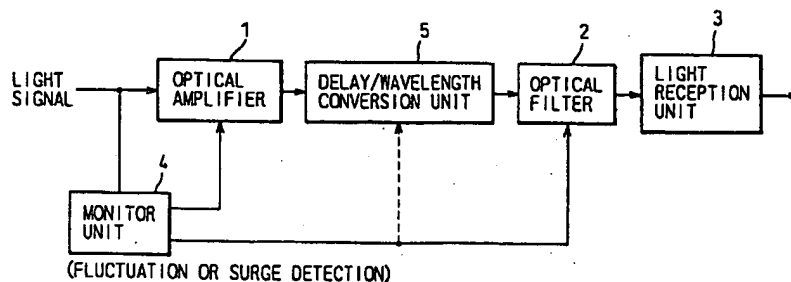 1
5
2
3
LIGHT
SIGNAL
OPTICAL
AMPLIFIER
DELAY/WAVELENGTH
CONVERSION UNIT
OPTICAL
FILTER
LIGHT
RECEPTION
UNIT
4
MONITOR
UNIT
(FLUCTUATION OR SURGE DETECTION)